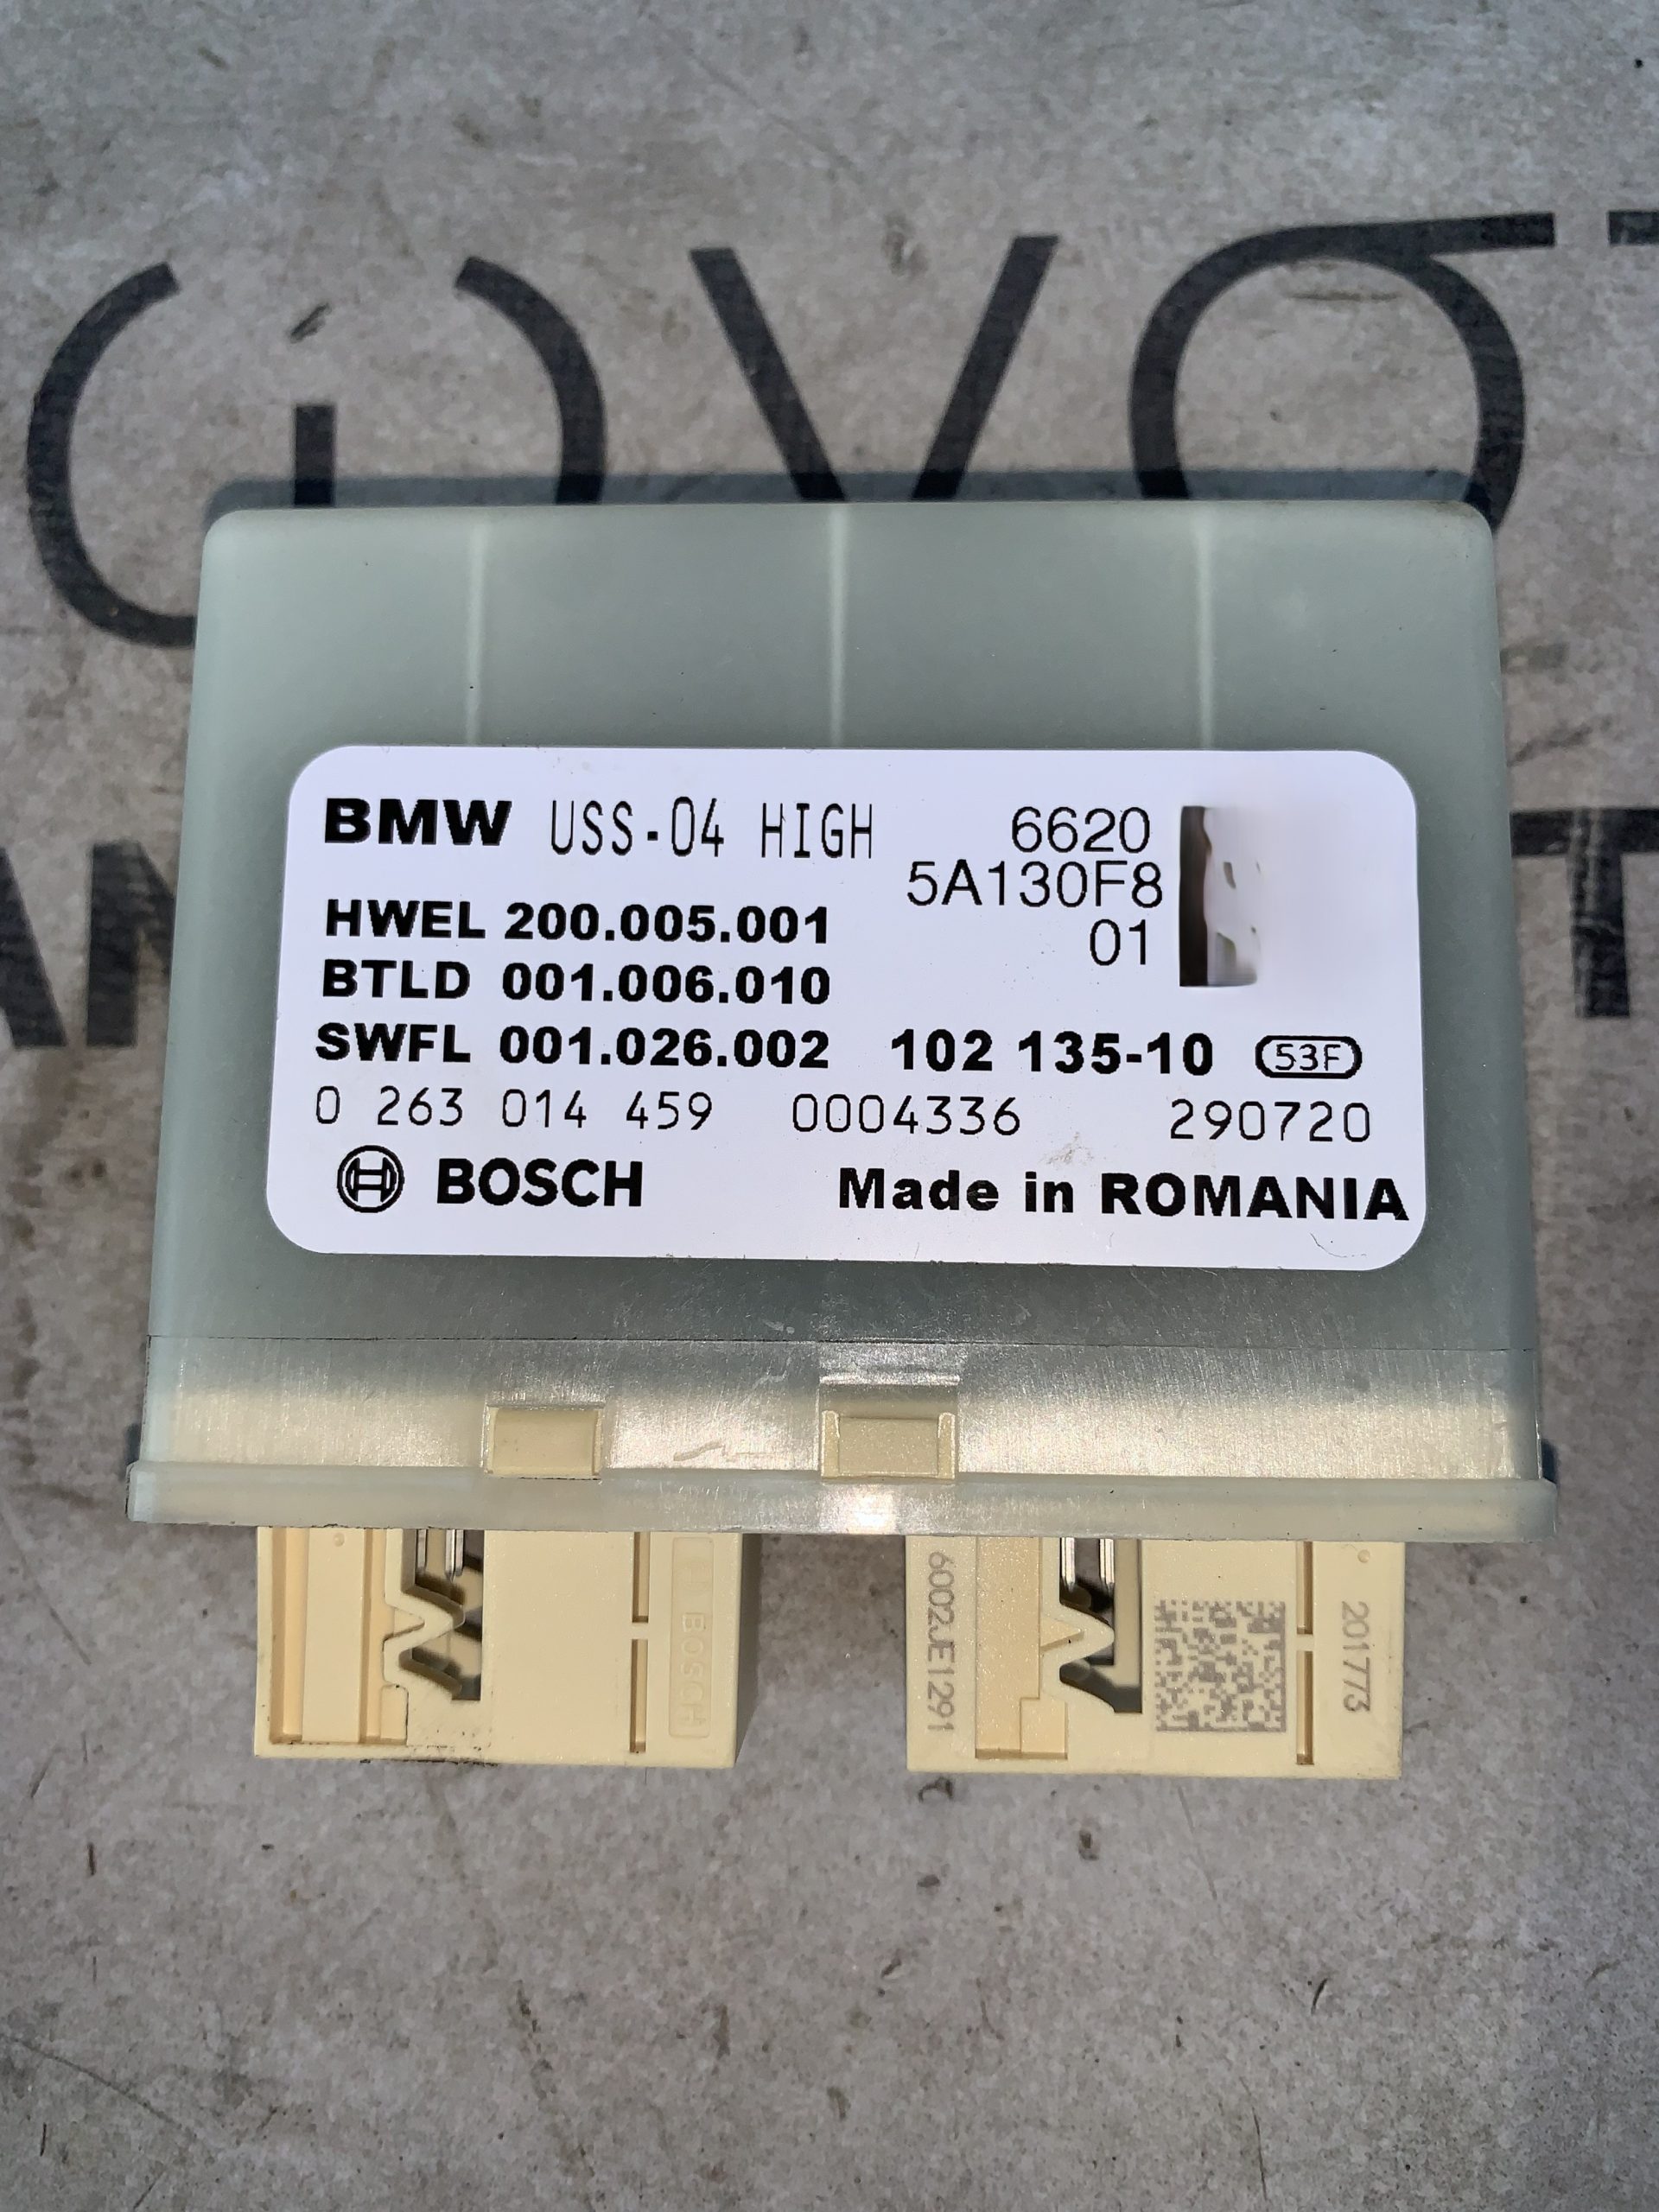 BMW USS-04 HIGH 6620
5A130F8
01
HWEL 200.005.001
BTLD 001.006.010
SWFL 001.026.002 102 135-10 53F
0 263 014 459 0004336 290720
BOSCH Made in ROMANIA
BOSCH
6002JE1291
201773